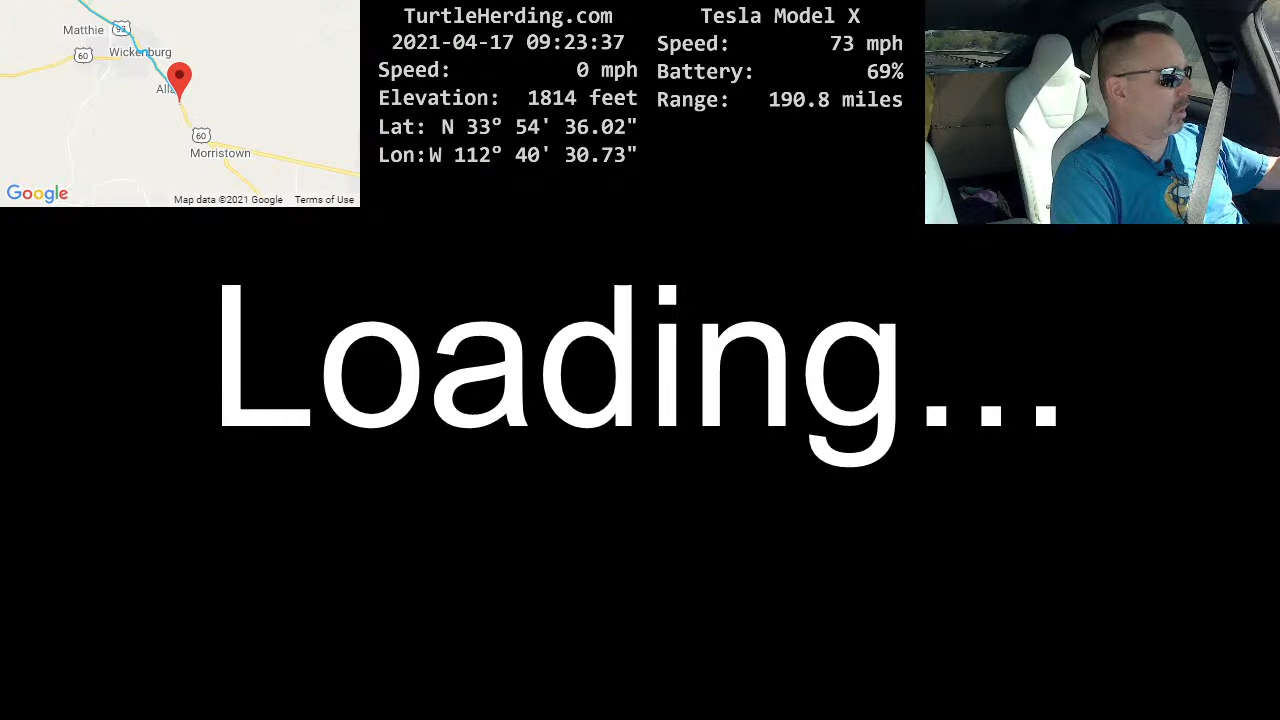 Matthie
93
Wickenburg
60
60
Morristown
Google
Map data ©2021 Google
Terms of Use
TurtleHerding.com
2021-04-17 09:23:37
Speed: 0 mph
Elevation: 1814 feet
Lat: N 33° 54' 36.02"
Lon:W 112° 40' 30.73"
Tesla Model X
Speed: 73 mph
Battery: 69%
Range: 190.8 miles
Loading...